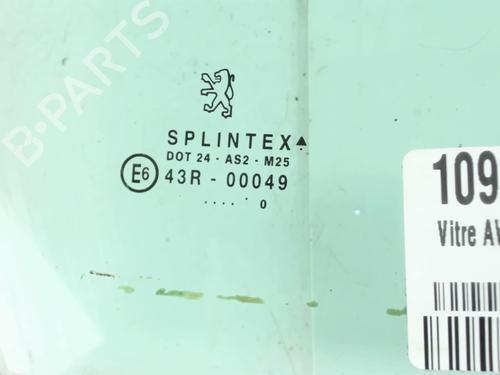 B-PARTS
SPLINTEX
DOT 24 - AS2 - M25
E6 43R - 00049
.... 0
109
Vitre AV